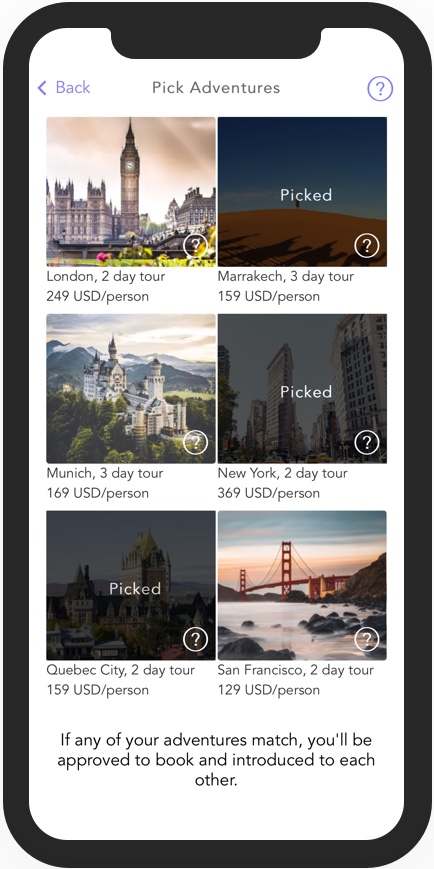 Back
Pick Adventures
?
?
Picked
?
London, 2 day tour
249 USD/person
Marrakech, 3 day tour
159 USD/person
?
Picked
?
Munich, 3 day tour
169 USD/person
New York, 2 day tour
369 USD/person
Picked
?
?
Quebec City, 2 day tour
159 USD/person
San Francisco, 2 day tour
129 USD/person
If any of your adventures match, you'll be
approved to book and introduced to each
other.